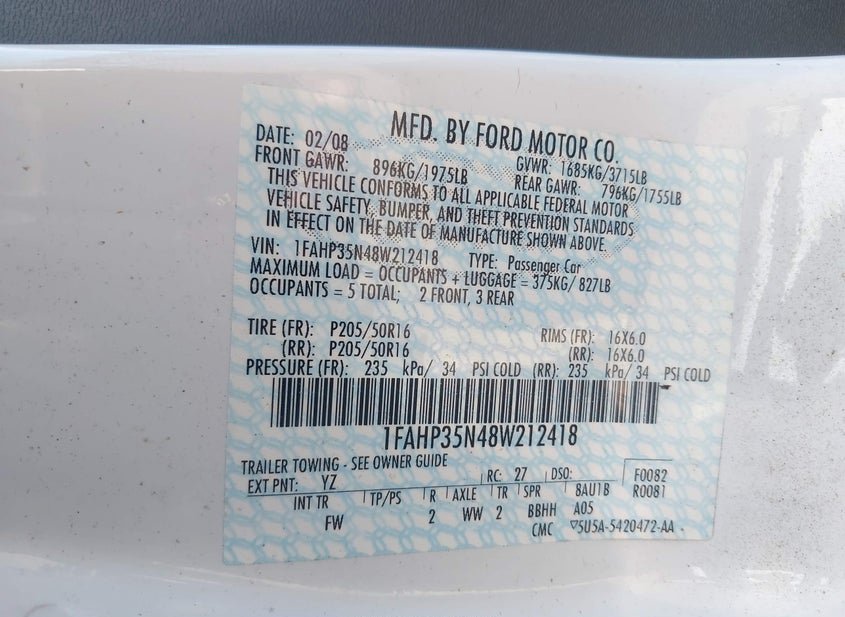 MFD. BY FORD MOTOR CO.
DATE: 02/08 GVWR: 1685KG/3715LB
FRONT GAWR: 896KG/1975LB REAR GAWR: 796KG/1755LB
THIS VEHICLE CONFORMS TO ALL APPLICABLE FEDERAL MOTOR
VEHICLE SAFETY, BUMPER, AND THEFT PREVENTION STANDARDS
IN EFFECT ON THE DATE OF MANUFACTURE SHOWN ABOVE.
VIN: 1FAHP35N48W212418 TYPE: Passenger Car
MAXIMUM LOAD = OCCUPANTS + LUGGAGE = 375KG/ 827LB
OCCUPANTS = 5 TOTAL; 2 FRONT, 3 REAR
TIRE (FR): P205/50R16 RIMS (FR): 16X6.0
(RR): P205/50R16 (RR): 16X6.0
PRESSURE (FR): 235 kPa/ 34 PSI COLD (RR): 235 kPa/ 34 PSI COLD
1FAHP35N48W212418
TRAILER TOWING - SEE OWNER GUIDE
EXT PNT: YZ RC: 27 DSO: F0082
INT TR TP/PS R AXLE TR SPR 8AU1B R0081
FW 2 WW 2 BBHH A05
CMC ▽5U5A-5420472-AA